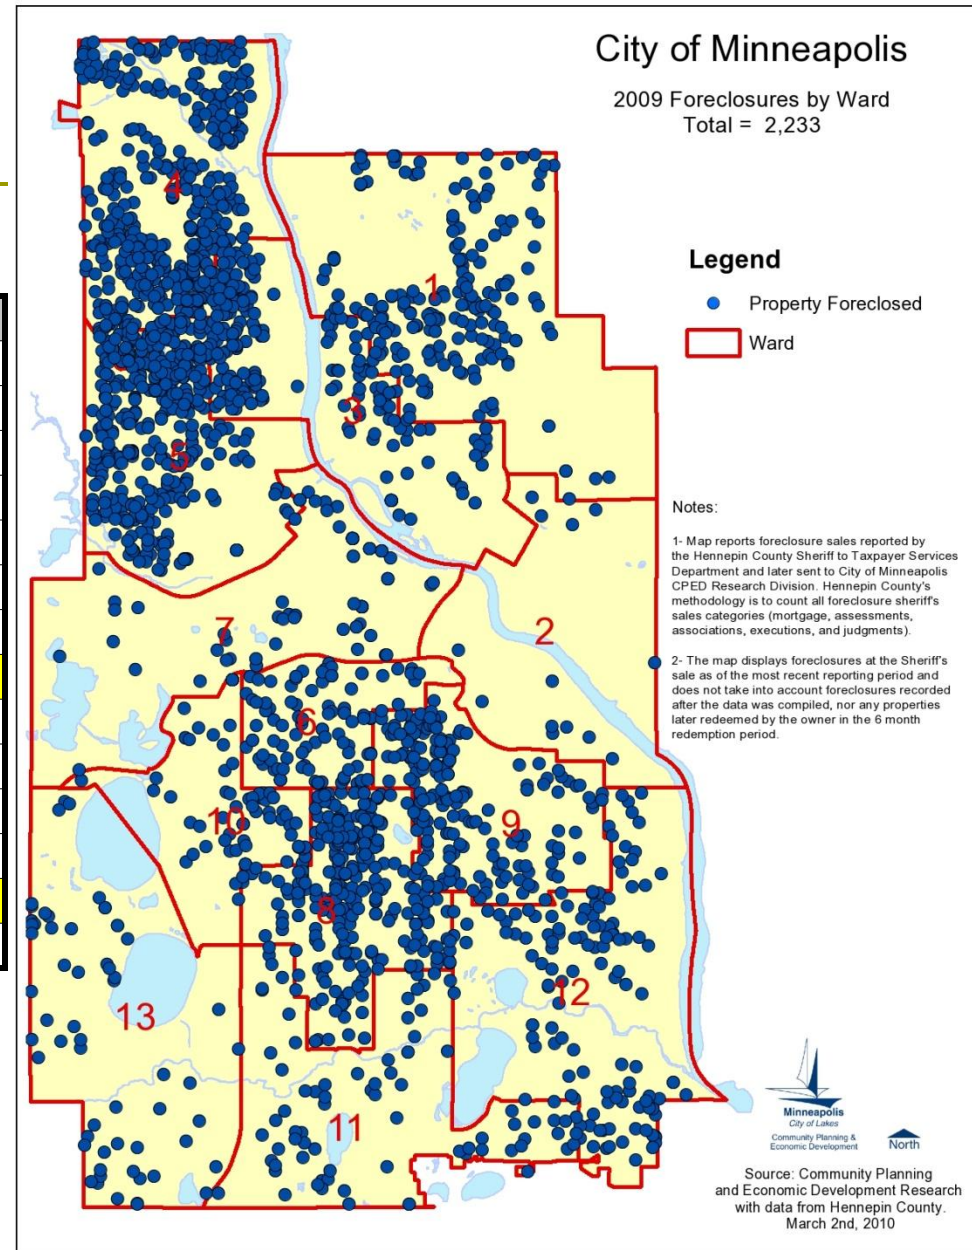 City of Minneapolis
2009 Foreclosures by Ward
Total = 2,233
Legend
Property Foreclosed
Ward
4
1
3
5
7
2
6
10
9
8
12
13
11
Notes:
1- Map reports foreclosure sales reported by
the Hennepin County Sheriff to Taxpayer Services
Department and later sent to City of Minneapolis
CPED Research Division. Hennepin County's
methodology is to count all foreclosure sheriff's
sales categories (mortgage, assessments,
associations, executions, and judgments).
2- The map displays foreclosures at the Sheriff's
sale as of the most recent reporting period and
does not take into account foreclosures recorded
after the data was compiled, nor any properties
later redeemed by the owner in the 6 month
redemption period.
Minneapolis
City of Lakes
Community Planning &
Economic Development
North
Source: Community Planning
and Economic Development Research
with data from Hennepin County.
March 2nd, 2010